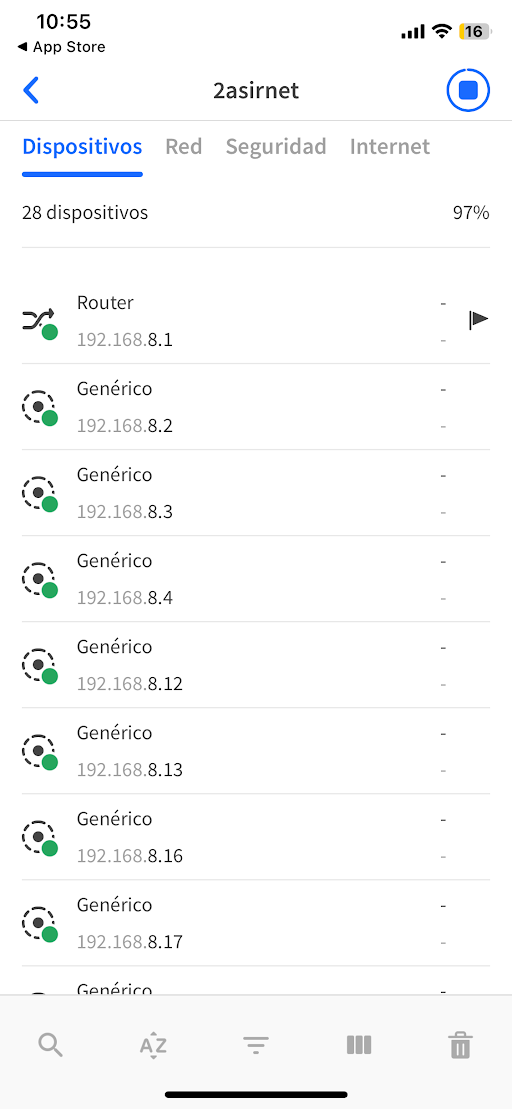 10:55
16
◀ App Store
2asirnet
Dispositivos Red Seguridad Internet
28 dispositivos 97%
Router -
192.168.8.1 -
Genérico -
192.168.8.2 -
Genérico -
192.168.8.3 -
Genérico -
192.168.8.4 -
Genérico -
192.168.8.12 -
Genérico -
192.168.8.13 -
Genérico -
192.168.8.16 -
Genérico -
192.168.8.17 -
Genérico -
AZ